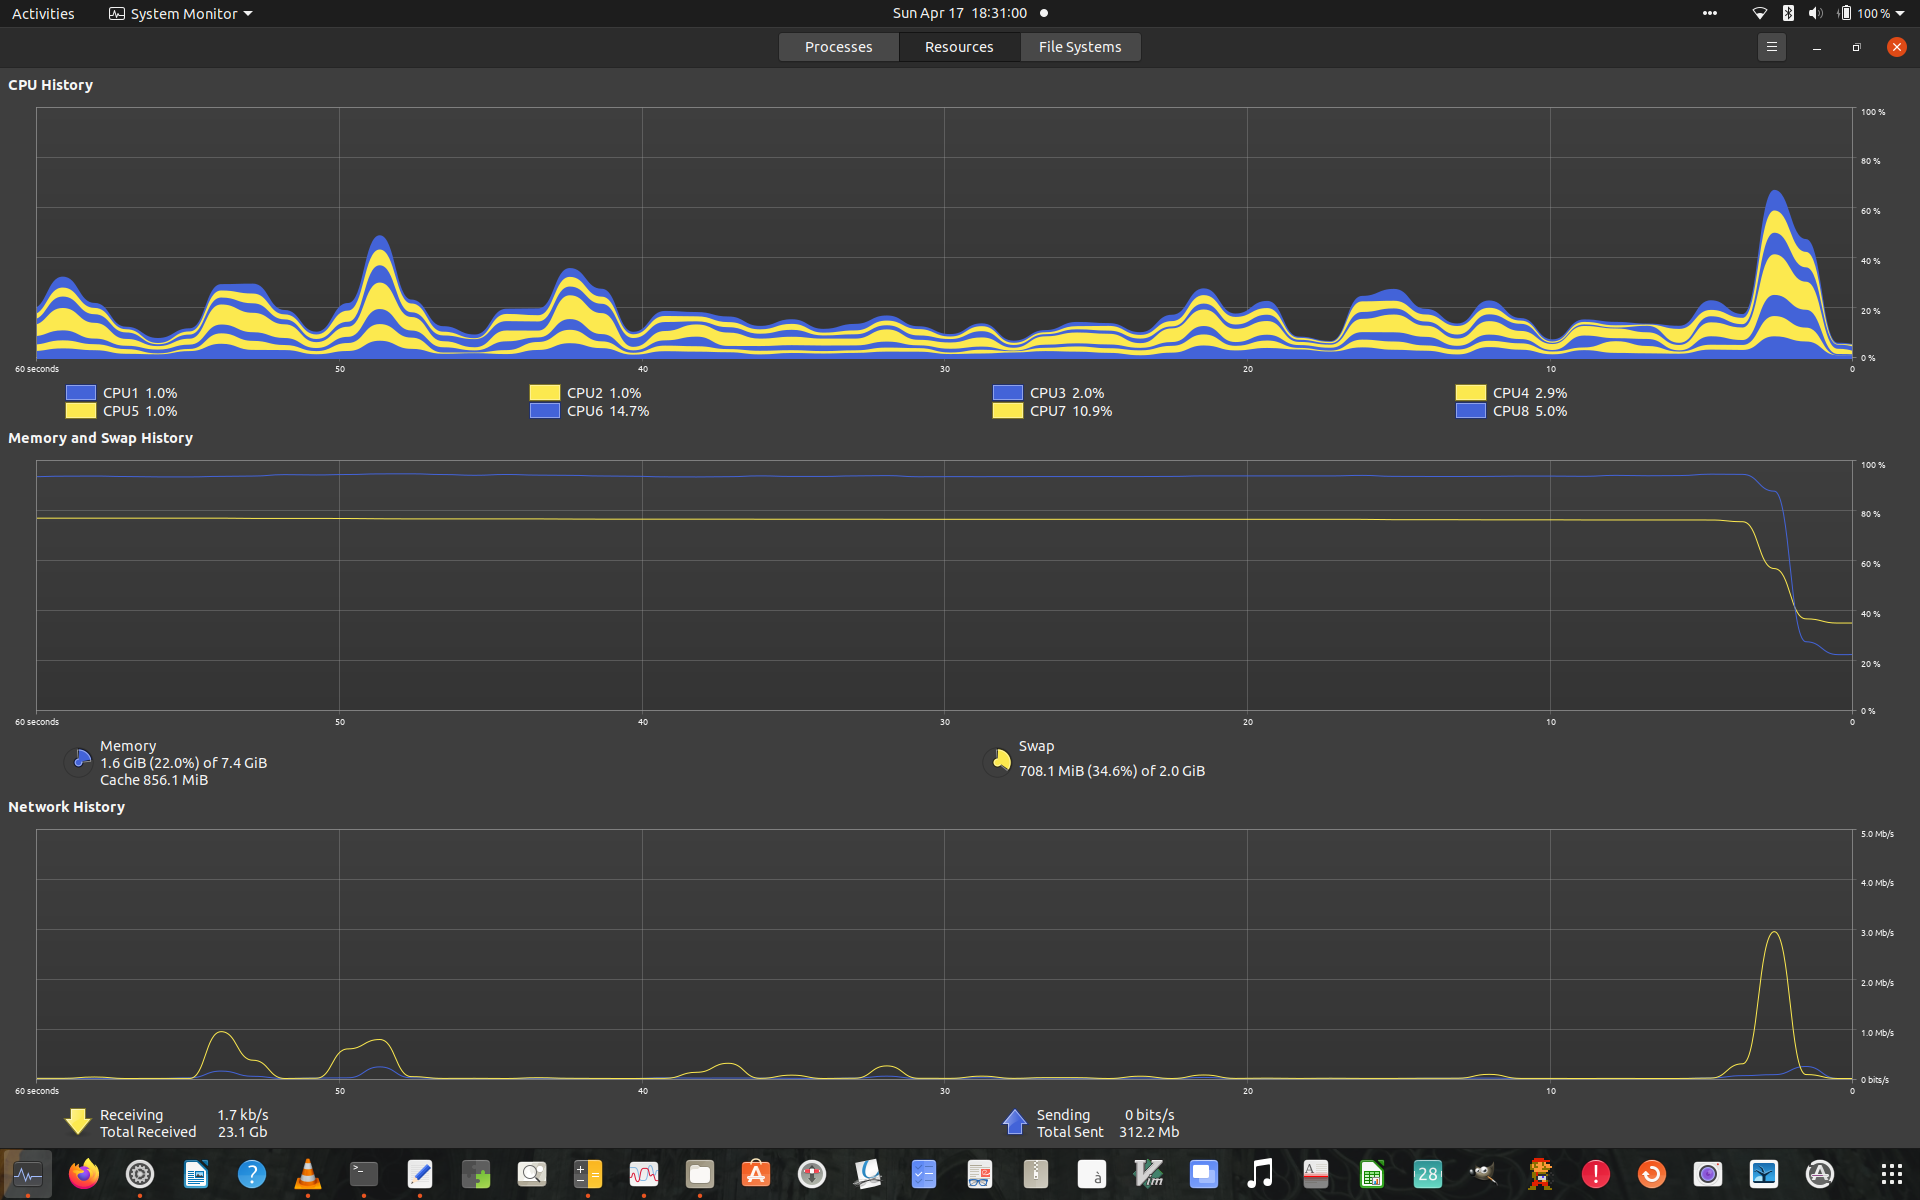 Activities System Monitor Sun Apr 17 18:31:00 100 %
Processes Resources File Systems
CPU History
100 %
80 %
60 %
40 %
20 %
0 %
60 seconds 50 40 30 20 10 0
CPU1 1.0% CPU2 1.0% CPU3 2.0% CPU4 2.9%
CPU5 1.0% CPU6 14.7% CPU7 10.9% CPU8 5.0%
Memory and Swap History
100 %
80 %
60 %
40 %
20 %
0 %
60 seconds 50 40 30 20 10 0
Memory
1.6 GiB (22.0%) of 7.4 GiB
Cache 856.1 MiB
Swap
708.1 MiB (34.6%) of 2.0 GiB
Network History
5.0 Mb/s
4.0 Mb/s
3.0 Mb/s
2.0 Mb/s
1.0 Mb/s
0 bits/s
60 seconds 50 40 30 20 10 0
Receiving 1.7 kb/s
Total Received 23.1 Gb
Sending 0 bits/s
Total Sent 312.2 Mb
? >_ A à Vim A 28 ! A